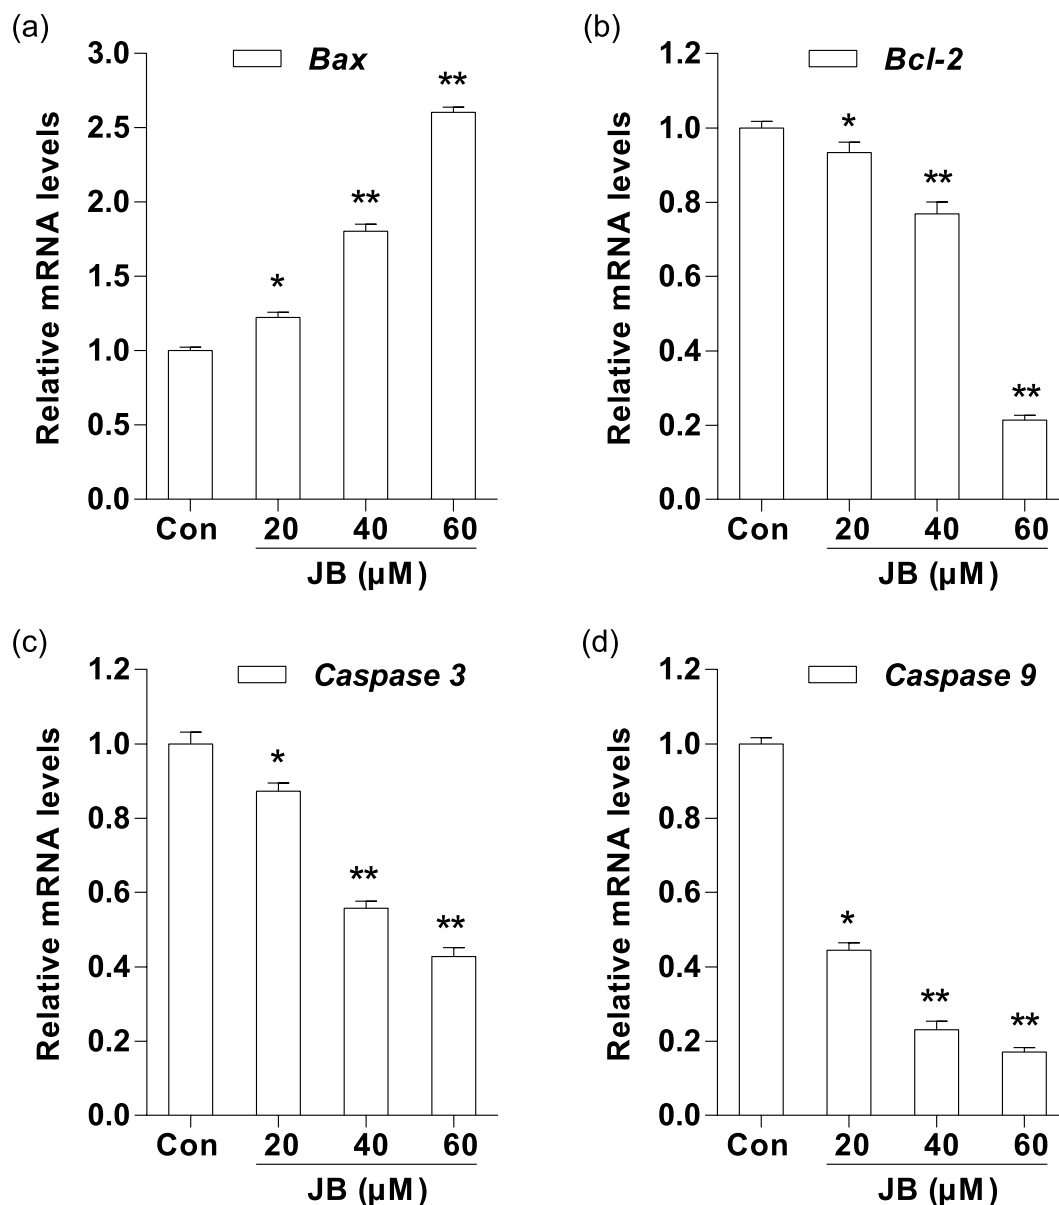 (a)
Relative mRNA levels
3.0
2.5
2.0
1.5
1.0
0.5
0.0
Bax
*
**
**
Con 20 40 60
JB (µM)
(b)
Relative mRNA levels
1.2
1.0
0.8
0.6
0.4
0.2
0.0
Bcl-2
*
**
**
Con 20 40 60
JB (µM)
(c)
Relative mRNA levels
1.2
1.0
0.8
0.6
0.4
0.2
0.0
Caspase 3
*
**
**
Con 20 40 60
JB (µM)
(d)
Relative mRNA levels
1.2
1.0
0.8
0.6
0.4
0.2
0.0
Caspase 9
*
**
**
Con 20 40 60
JB (µM)